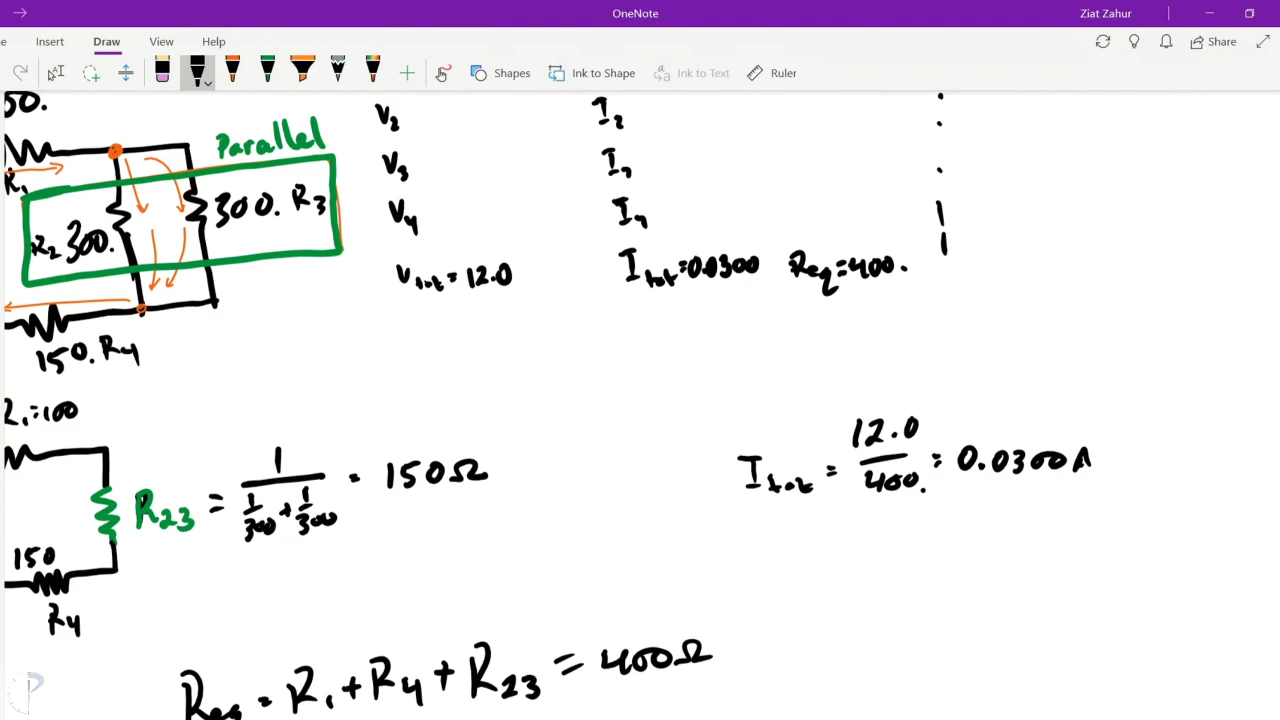 OneNote
Ziat Zahur
Insert Draw View Help
Share
Shapes Ink to Shape Ink to Text Ruler
50.
Parallel
R1
R2 300.
300. R3
150. R4
V2 I2
V3 I3
V4 I4
Vtot = 12.0 Itot = 0.0300 Req = 400.
R1 = 100
R23 = 1/(1/300 + 1/300) = 150Ω
150
R4
Itot = 12.0/400. = 0.0300 A
Req = R1 + R4 + R23 = 400Ω